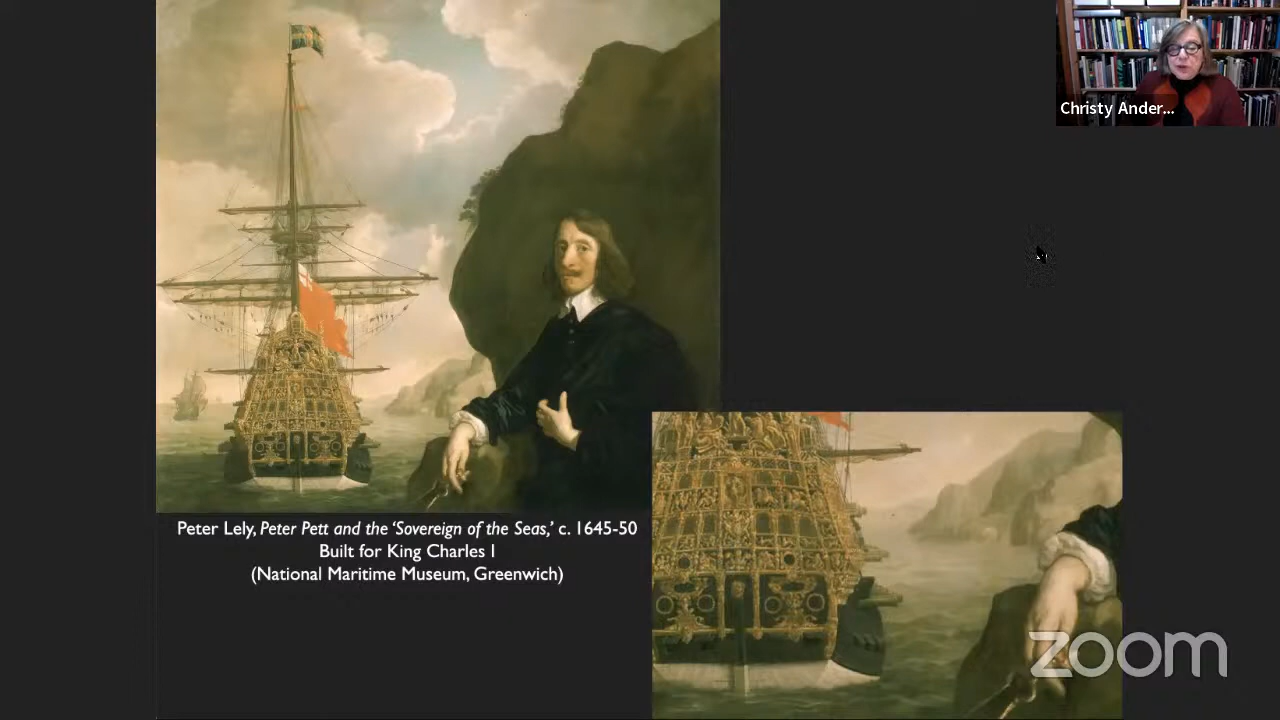 Christy Ander...
Peter Lely, Peter Pett and the ‘Sovereign of the Seas,’ c. 1645-50
Built for King Charles I
(National Maritime Museum, Greenwich)
zoom